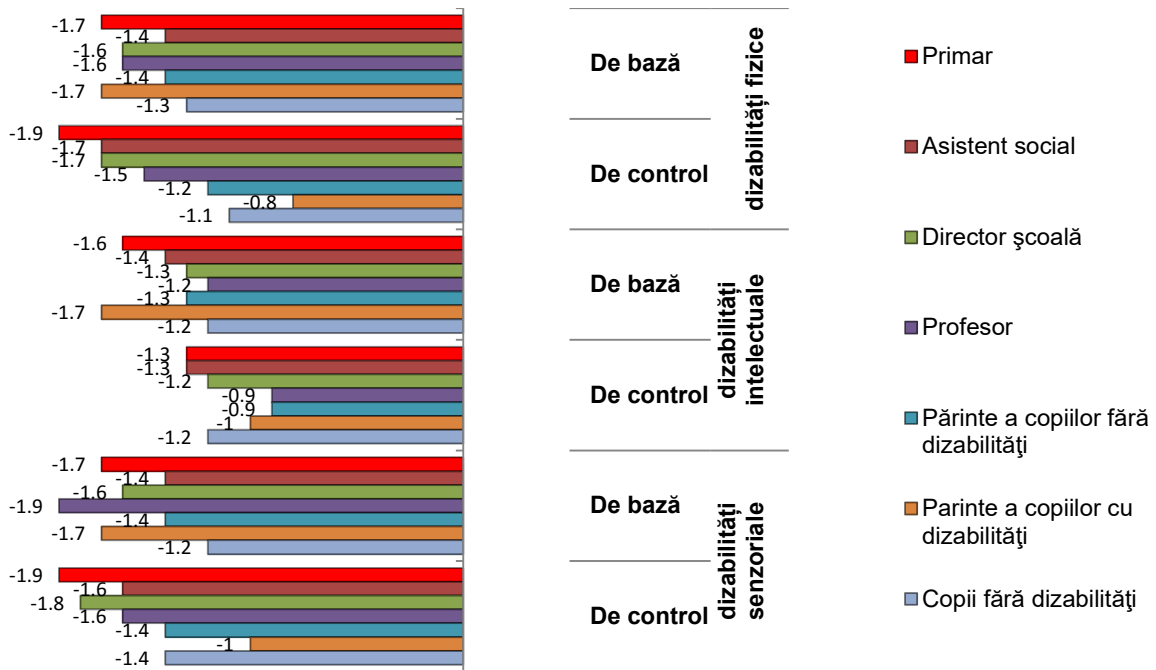 -1.7
-1.4
-1.6
-1.6
-1.4
-1.7
-1.3
-1.9
-1.7
-1.7
-1.5
-1.2
-0.8
-1.1
-1.6
-1.4
-1.3
-1.2
-1.3
-1.7
-1.2
-1.3
-1.3
-1.2
-0.9
-0.9
-1
-1.2
-1.7
-1.4
-1.6
-1.9
-1.4
-1.7
-1.2
-1.9
-1.6
-1.8
-1.6
-1.4
-1
-1.4
De bază
De control
dizabilități fizice
De bază
De control
dizabilități
intelectuale
De bază
De control
dizabilități
senzoriale
Primar
Asistent social
Director şcoală
Profesor
Părinte a copiilor fără
dizabilităţi
Parinte a copiilor cu
dizabilităţi
Copii fără dizabilităţi